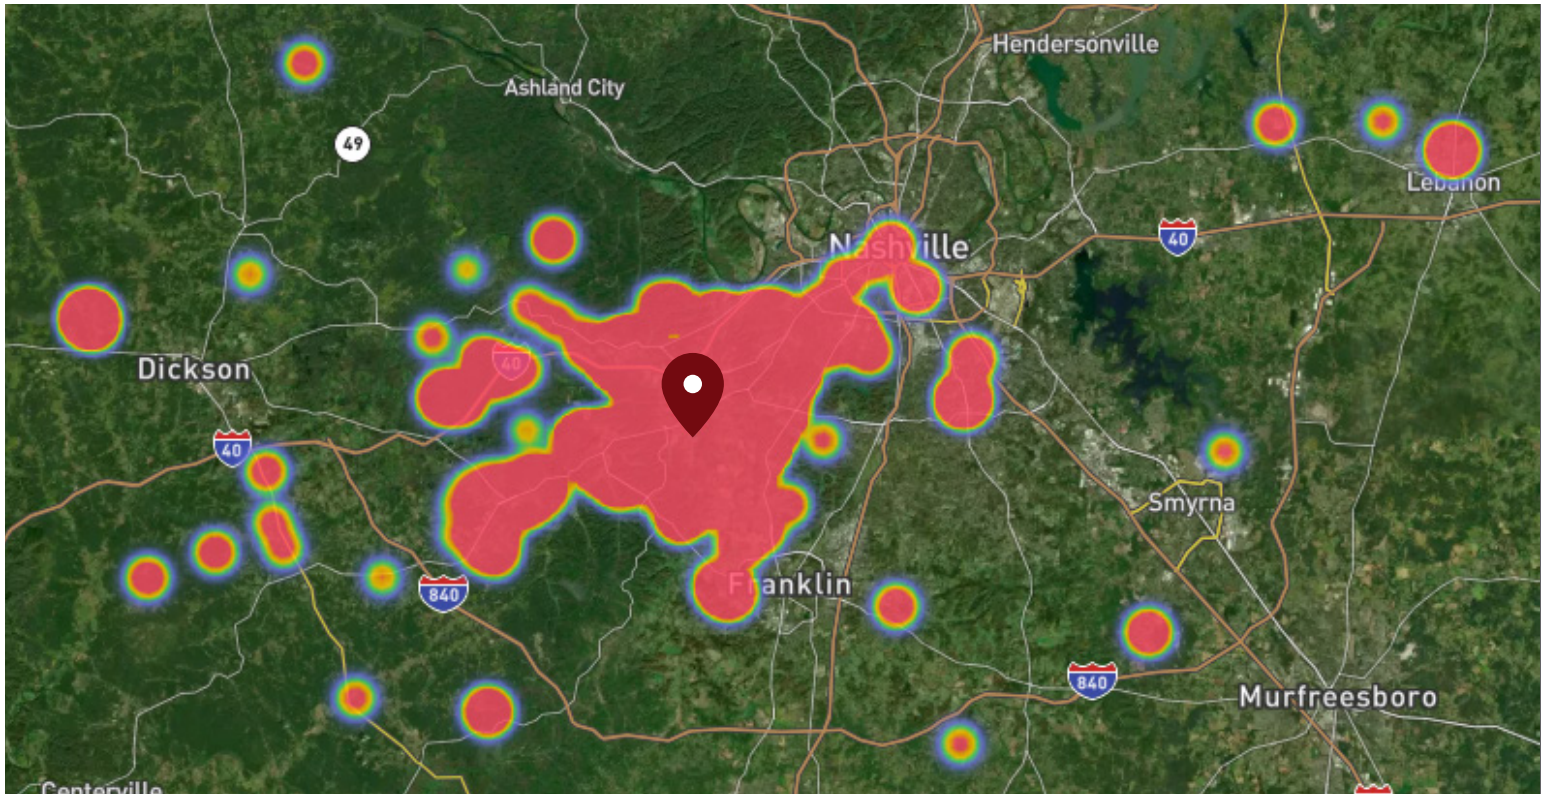 Hendersonville
Ashland City
49
Lebanon
Nashville
40
40
Dickson
40
Smyrna
Franklin
840
840
Murfreesboro
Centerville